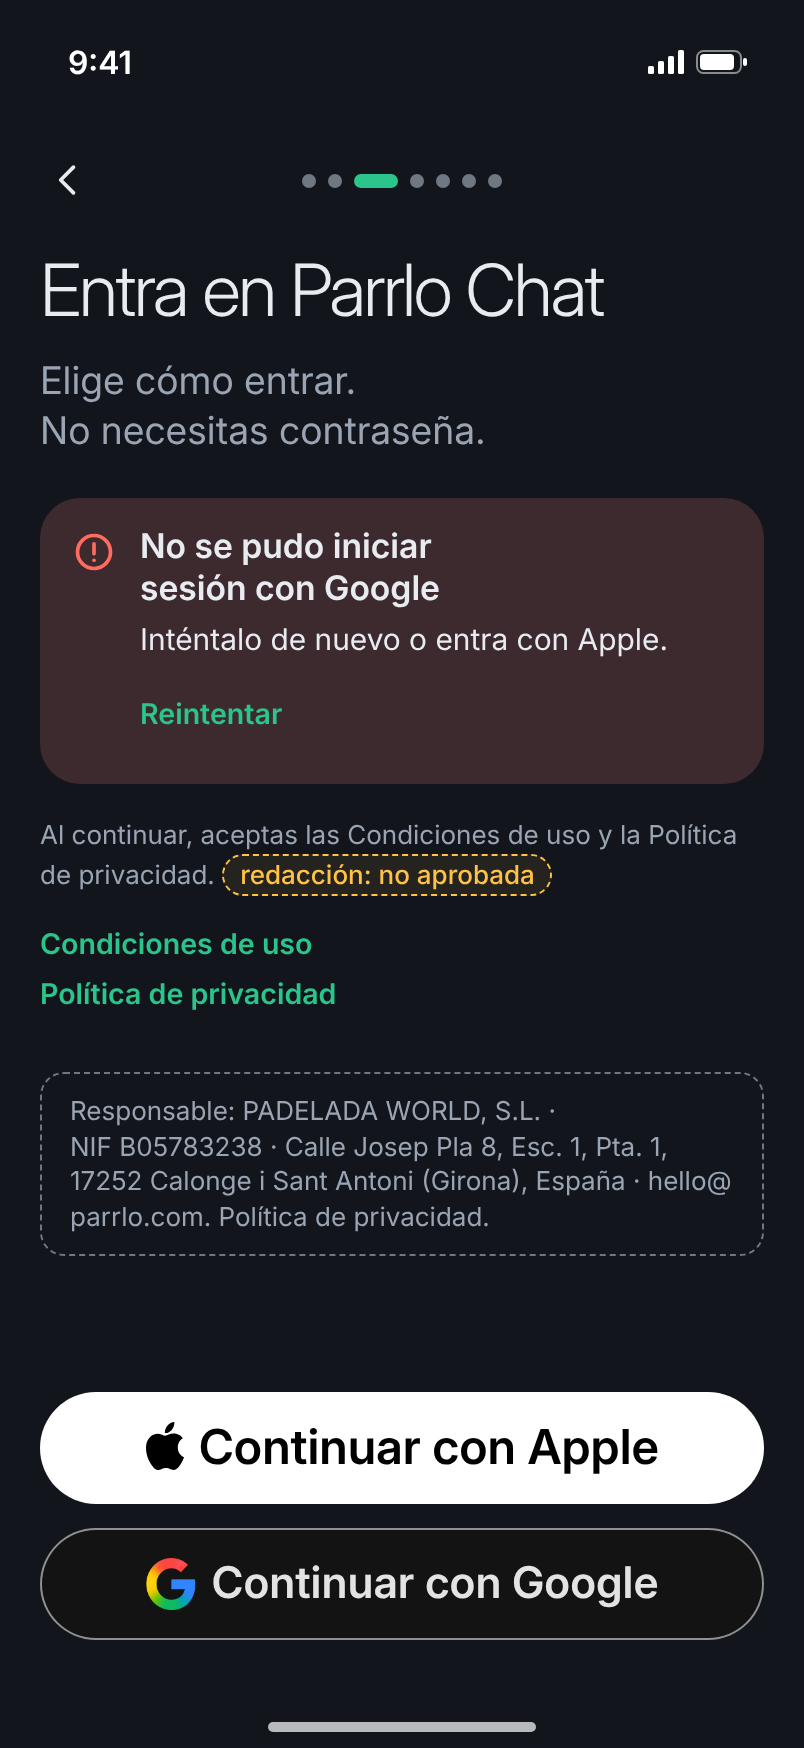 9:41
Entra en Parrlo Chat
Elige cómo entrar.
No necesitas contraseña.
No se pudo iniciar
sesión con Google
Inténtalo de nuevo o entra con Apple.
Reintentar
Al continuar, aceptas las Condiciones de uso y la Política
de privacidad. redacción: no aprobada
Condiciones de uso
Política de privacidad
Responsable: PADELADA WORLD, S.L. ·
NIF B05783238 · Calle Josep Pla 8, Esc. 1, Pta. 1,
17252 Calonge i Sant Antoni (Girona), España · hello@
parrlo.com. Política de privacidad.
Continuar con Apple
Continuar con Google